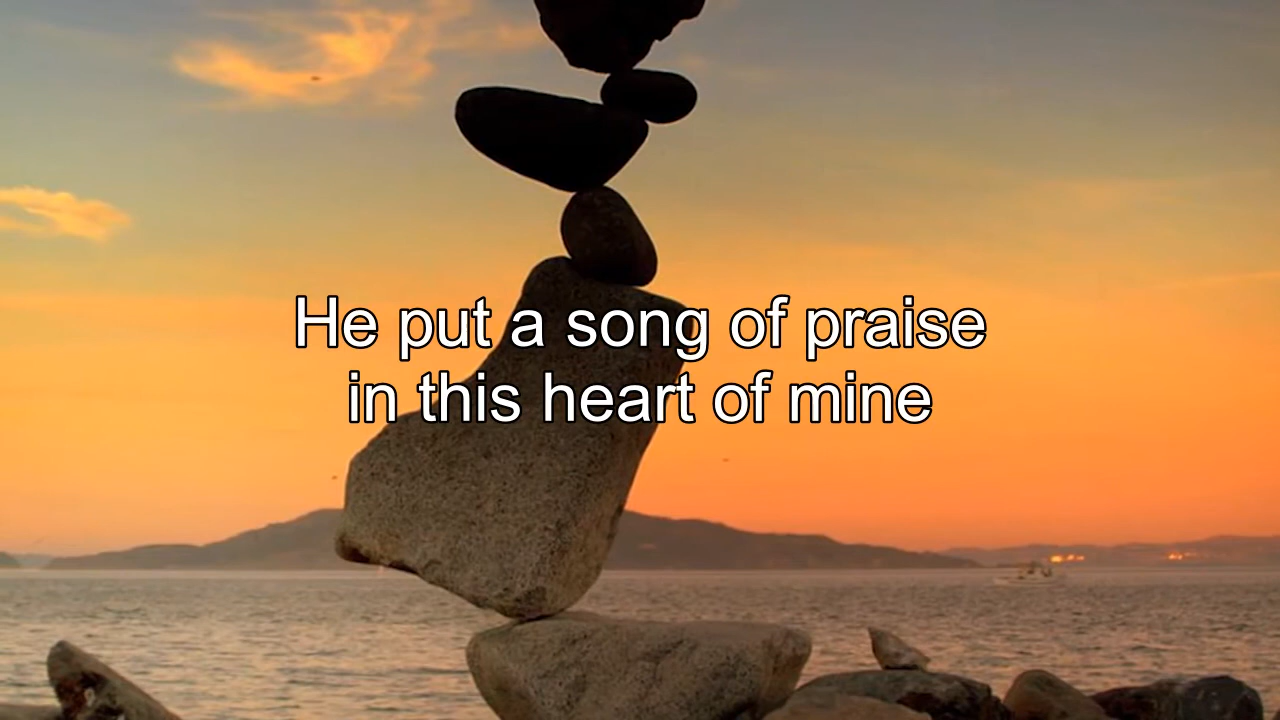 He put a song of praise
in this heart of mine